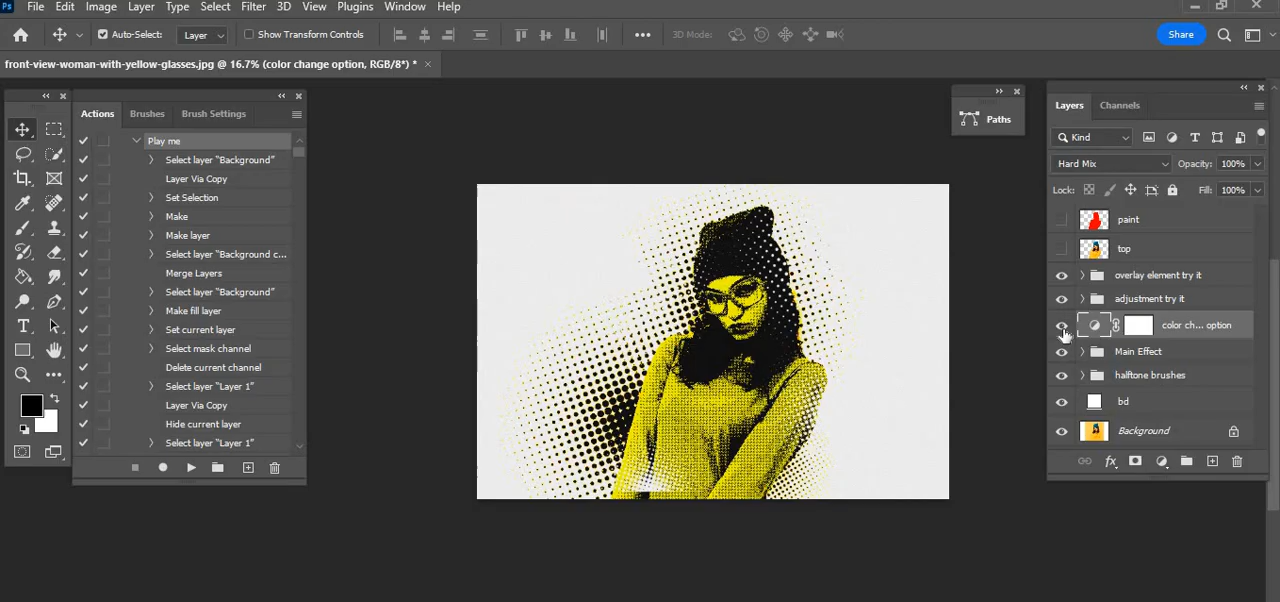 Ps File Edit Image Layer Type Select Filter 3D View Plugins Window Help
Auto-Select: Layer Show Transform Controls 3D Mode: Share
front-view-woman-with-yellow-glasses.jpg @ 16.7% (color change option, RGB/8*) *
Actions Brushes Brush Settings
Play me
Select layer "Background"
Layer Via Copy
Set Selection
Make
Make layer
Select layer "Background c...
Merge Layers
Select layer "Background"
Make fill layer
Set current layer
Select mask channel
Delete current channel
Select layer "Layer 1"
Layer Via Copy
Hide current layer
Select layer "Layer 1"
Paths
Layers Channels
Kind
Hard Mix Opacity: 100%
Lock: Fill: 100%
paint
top
overlay element try it
adjustment try it
color ch... option
Main Effect
halftone brushes
bd
Background